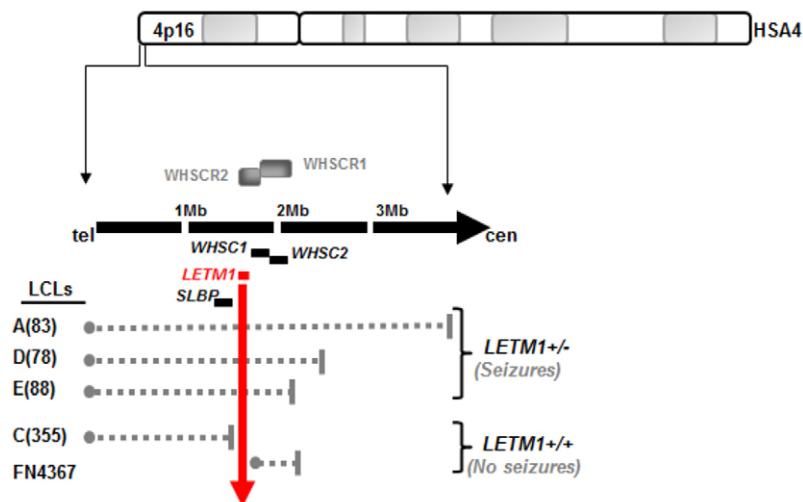 4p16
HSA4
WHSCR2
WHSCR1
1Mb 2Mb 3Mb
tel
cen
WHSC1
WHSC2
LETM1
SLBP
LCLs
A(83)
D(78)
E(88)
LETM1+/-
(Seizures)
C(355)
FN4367
LETM1+/+
(No seizures)